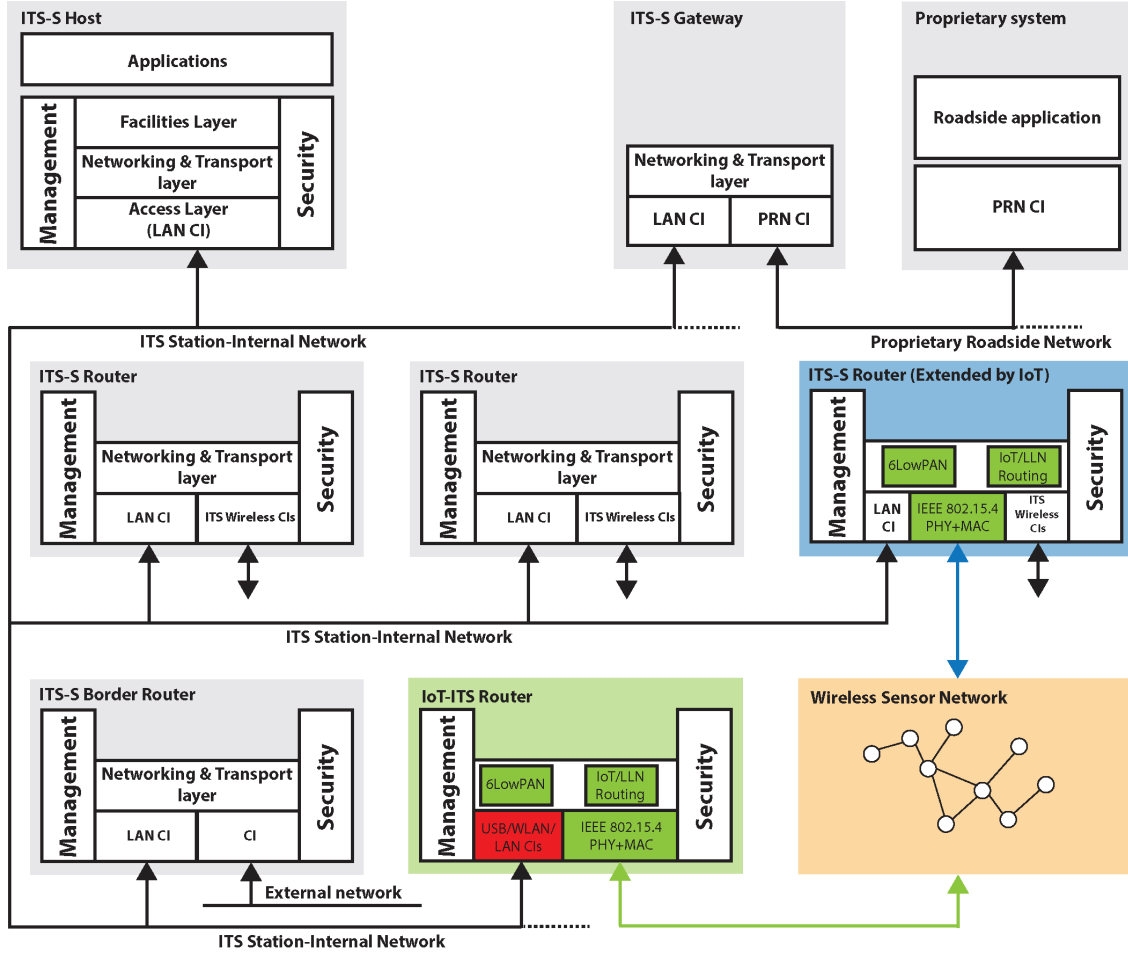 ITS-S Host
Applications
Management
Facilities Layer
Networking & Transport
layer
Access Layer
(LAN CI)
Security
ITS-S Gateway
Networking & Transport
layer
LAN CI
PRN CI
Proprietary system
Roadside application
PRN CI
ITS Station-Internal Network
Proprietary Roadside Network
ITS-S Router
Management
Networking & Transport
layer
LAN CI
ITS Wireless CIs
Security
ITS-S Router
Management
Networking & Transport
layer
LAN CI
ITS Wireless CIs
Security
ITS-S Router (Extended by IoT)
Management
6LowPAN
IoT/LLN
Routing
LAN
CI
IEEE 802.15.4
PHY+MAC
ITS
Wireless
CIs
Security
ITS Station-Internal Network
ITS-S Border Router
Management
Networking & Transport
layer
LAN CI
CI
Security
External network
IoT-ITS Router
Management
6LowPAN
IoT/LLN
Routing
USB/WLAN/
LAN CIs
IEEE 802.15.4
PHY+MAC
Security
Wireless Sensor Network
ITS Station-Internal Network